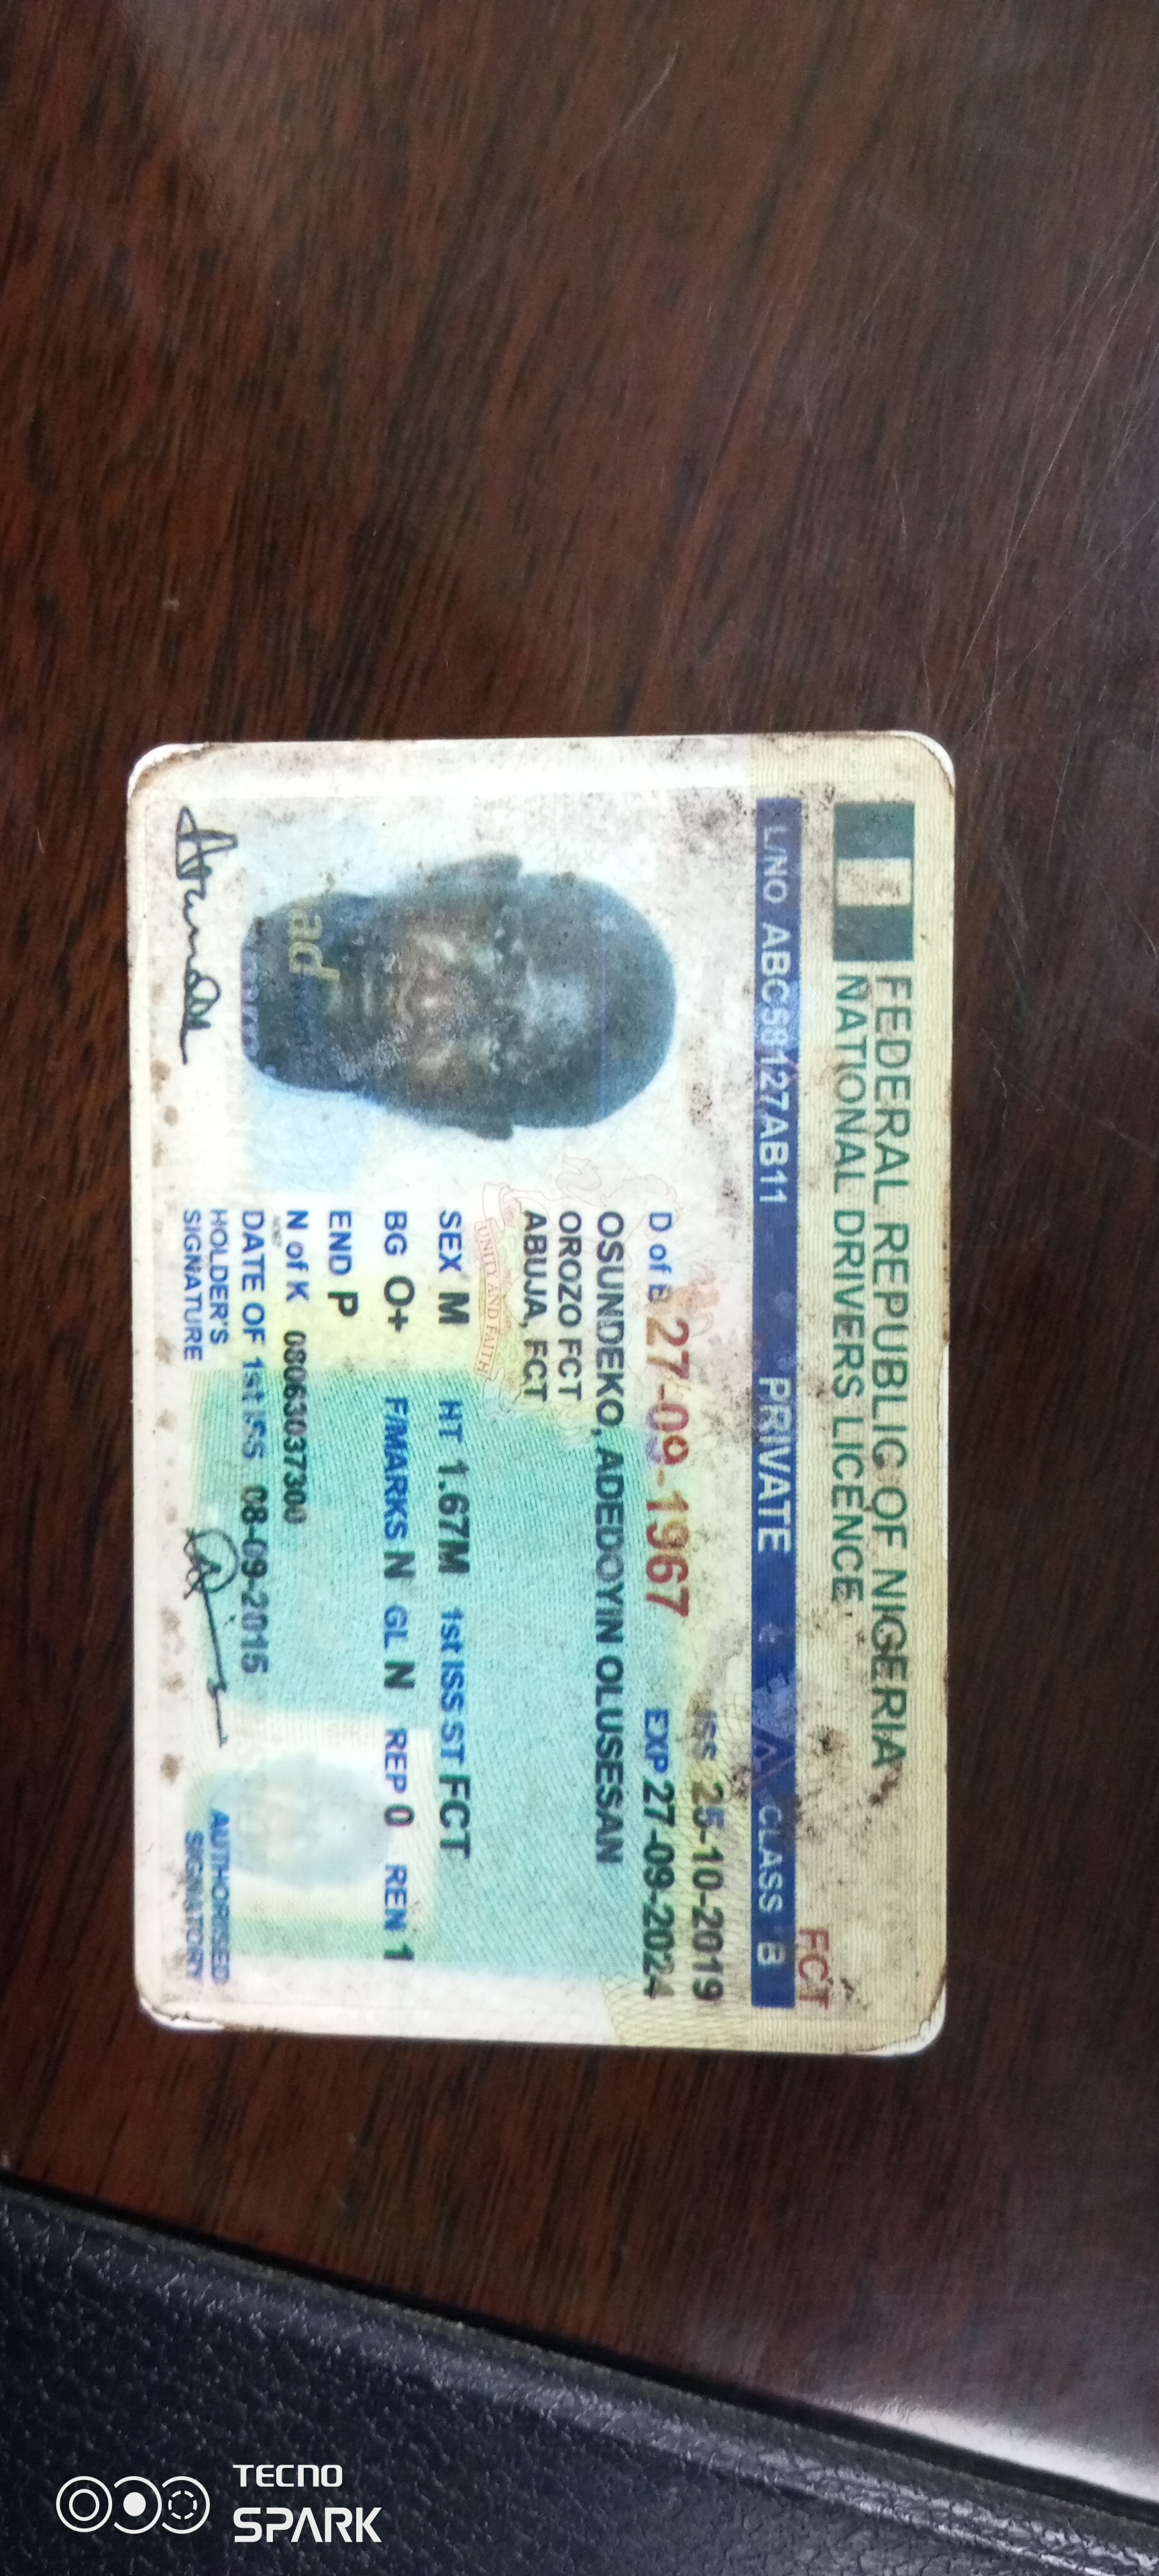 FEDERAL REPUBLIC OF NIGERIA
NATIONAL DRIVERS LICENCE
FCT
L/NO ABC58127AB11 PRIVATE CLASS B
ISS 25-10-2019
D of B 27-09-1967 EXP 27-09-2024
OSUNDEKO, ADEDOYIN OLUSESAN
OROZO FCT
ABUJA, FCT
UNITY AND FAITH
SEX M HT 1.67M 1st ISS ST FCT
BG O+ F/MARKS N GL N REP 0 REN 1
END P
N of K 08063037300
DATE OF 1st ISS 08-09-2015
HOLDER'S
SIGNATURE
AUTHORISED
SIGNATORY
TECNO
SPARK